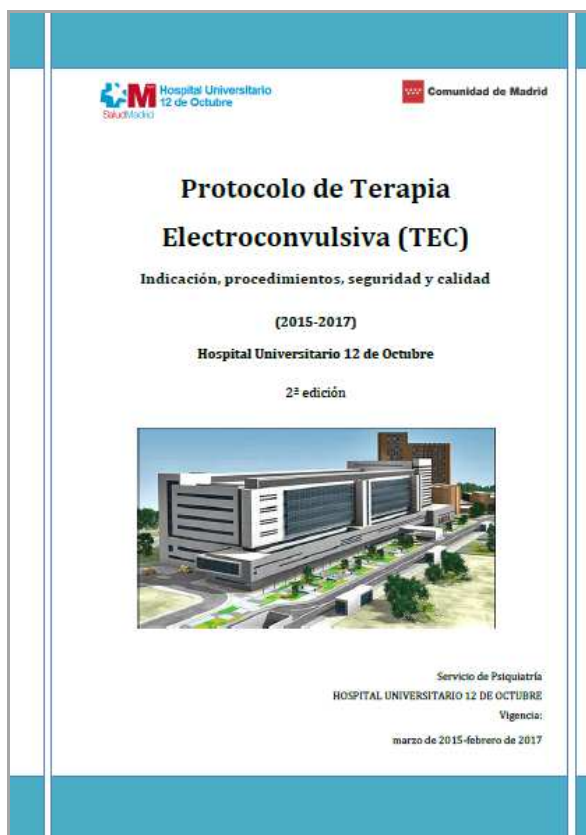 Hospital Universitario
12 de Octubre
SaludMadrid
Comunidad de Madrid
Protocolo de Terapia
Electroconvulsiva (TEC)
Indicación, procedimientos, seguridad y calidad
(2015-2017)
Hospital Universitario 12 de Octubre
2ª edición
Servicio de Psiquiatría
HOSPITAL UNIVERSITARIO 12 DE OCTUBRE
Vigencia:
marzo de 2015-febrero de 2017